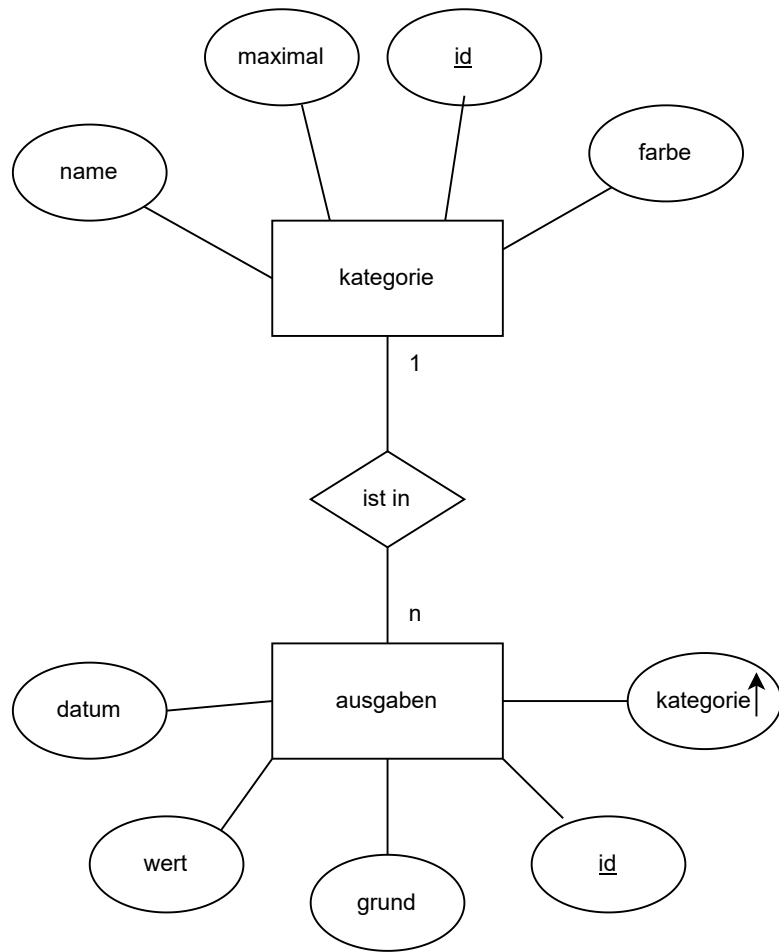 maximal
id
name
farbe
kategorie
1
ist in
n
datum
ausgaben
kategorie
wert
grund
id